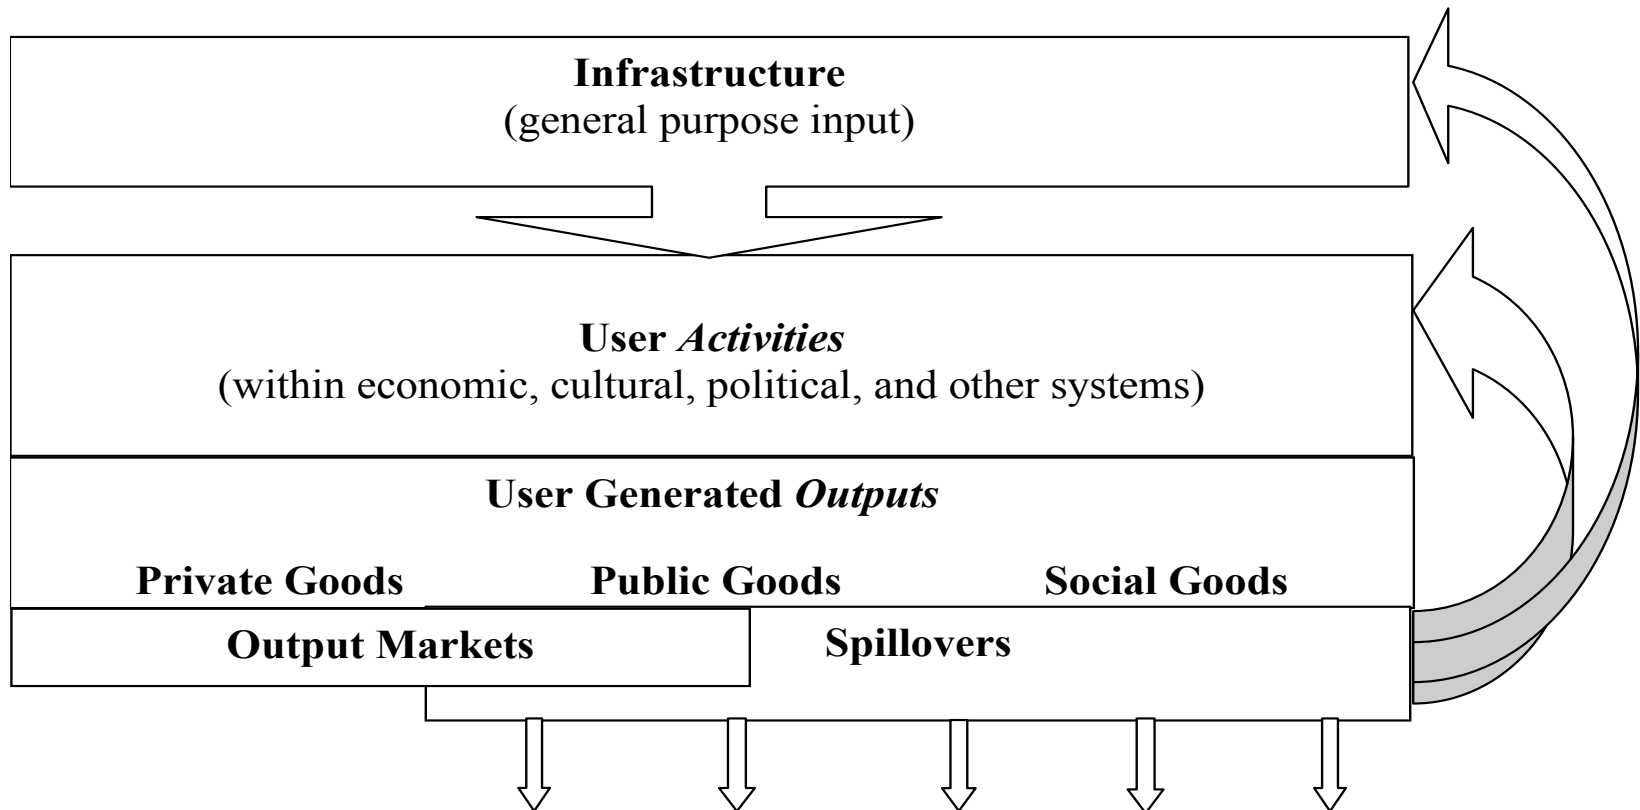 Infrastructure
(general purpose input)
User Activities
(within economic, cultural, political, and other systems)
User Generated Outputs
Private Goods Public Goods Social Goods
Output Markets Spillovers